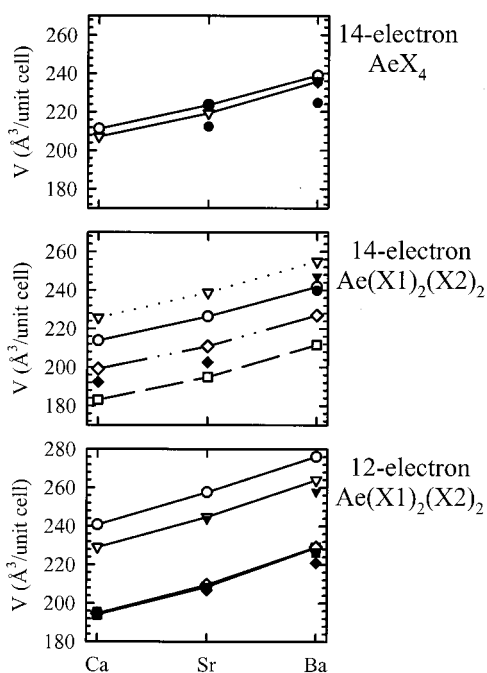 260
240
220
200
180
V (Å³/unit cell)
14-electron
AeX₄
260
240
220
200
180
V (Å³/unit cell)
14-electron
Ae(X1)₂(X2)₂
280
260
240
220
200
180
V (Å³/unit cell)
12-electron
Ae(X1)₂(X2)₂
Ca
Sr
Ba